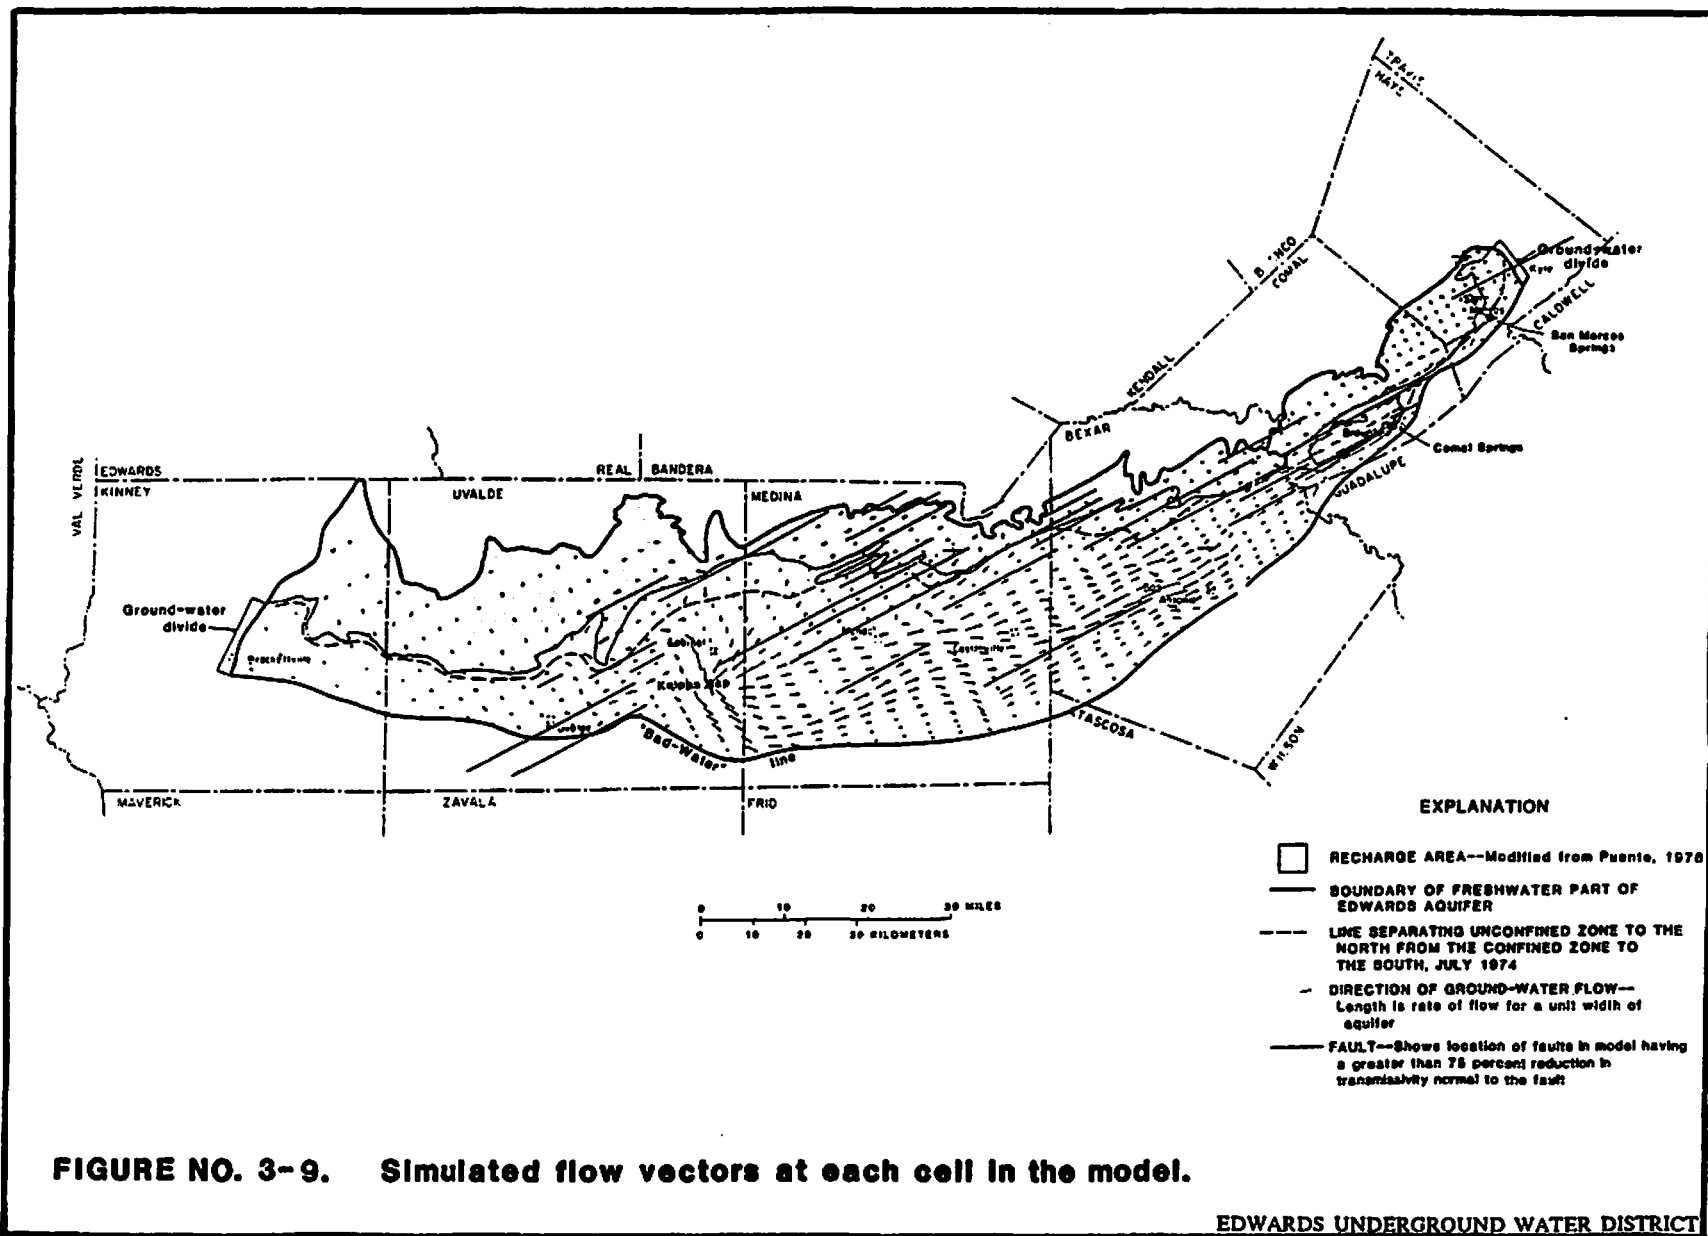 TRAVIS
HAYS
Ground-water
divide
Kyle
COMAL
CALDWELL
San Marcos
Springs
KENDALL
BEXAR
Comal Springs
GUADALUPE
VAL VERDE
EDWARDS
REAL
BANDERA
KINNEY
UVALDE
MEDINA
Ground-water
divide
Sabinal
"Bad-Water"
line
ATASCOSA
WILSON
MAVERICK
ZAVALA
FRIO
EXPLANATION
RECHARGE AREA--Modified from Puente, 1978
BOUNDARY OF FRESHWATER PART OF
EDWARDS AQUIFER
LINE SEPARATING UNCONFINED ZONE TO THE
NORTH FROM THE CONFINED ZONE TO
THE SOUTH, JULY 1974
DIRECTION OF GROUND-WATER FLOW--
Length is rate of flow for a unit width of
aquifer
FAULT--Shows location of faults in model having
a greater than 75 percent reduction in
transmissivity normal to the fault
0 10 20 30 MILES
0 10 20 30 KILOMETERS
FIGURE NO. 3-9. Simulated flow vectors at each cell in the model.
EDWARDS UNDERGROUND WATER DISTRICT